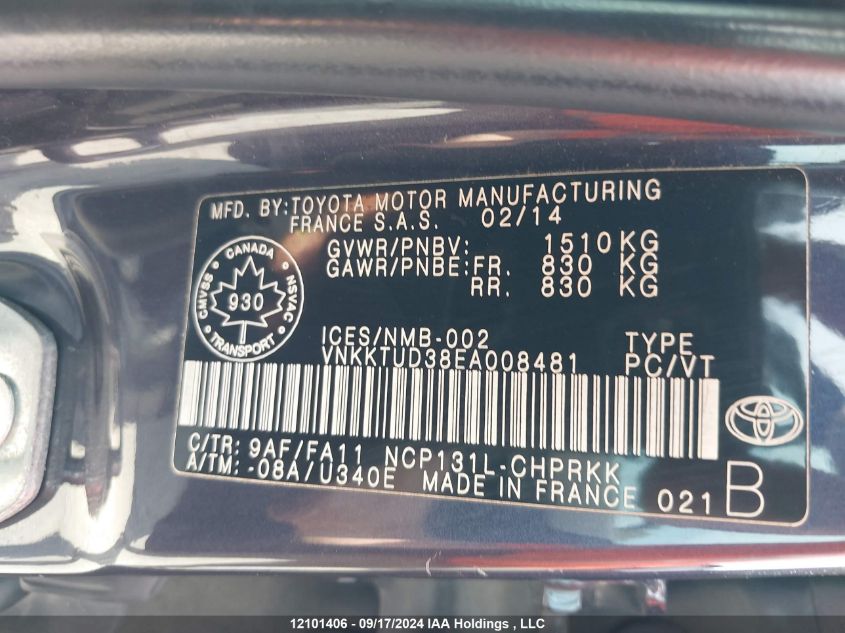 MFD. BY:TOYOTA MOTOR MANUFACTURING
FRANCE S.A.S. 02/14
GVWR/PNBV: 1510 KG
GAWR/PNBE: FR. 830 KG
RR. 830 KG
CANADA
CMVSS NSVAC
930
TRANSPORT
ICES/NMB-002 TYPE
VNKKTUD38EA008481 PC/VT
C/TR: 9AF/FA11 NCP131L-CHPRKK
A/TM: -08A/U340E MADE IN FRANCE 021 B
12101406 - 09/17/2024 IAA Holdings , LLC